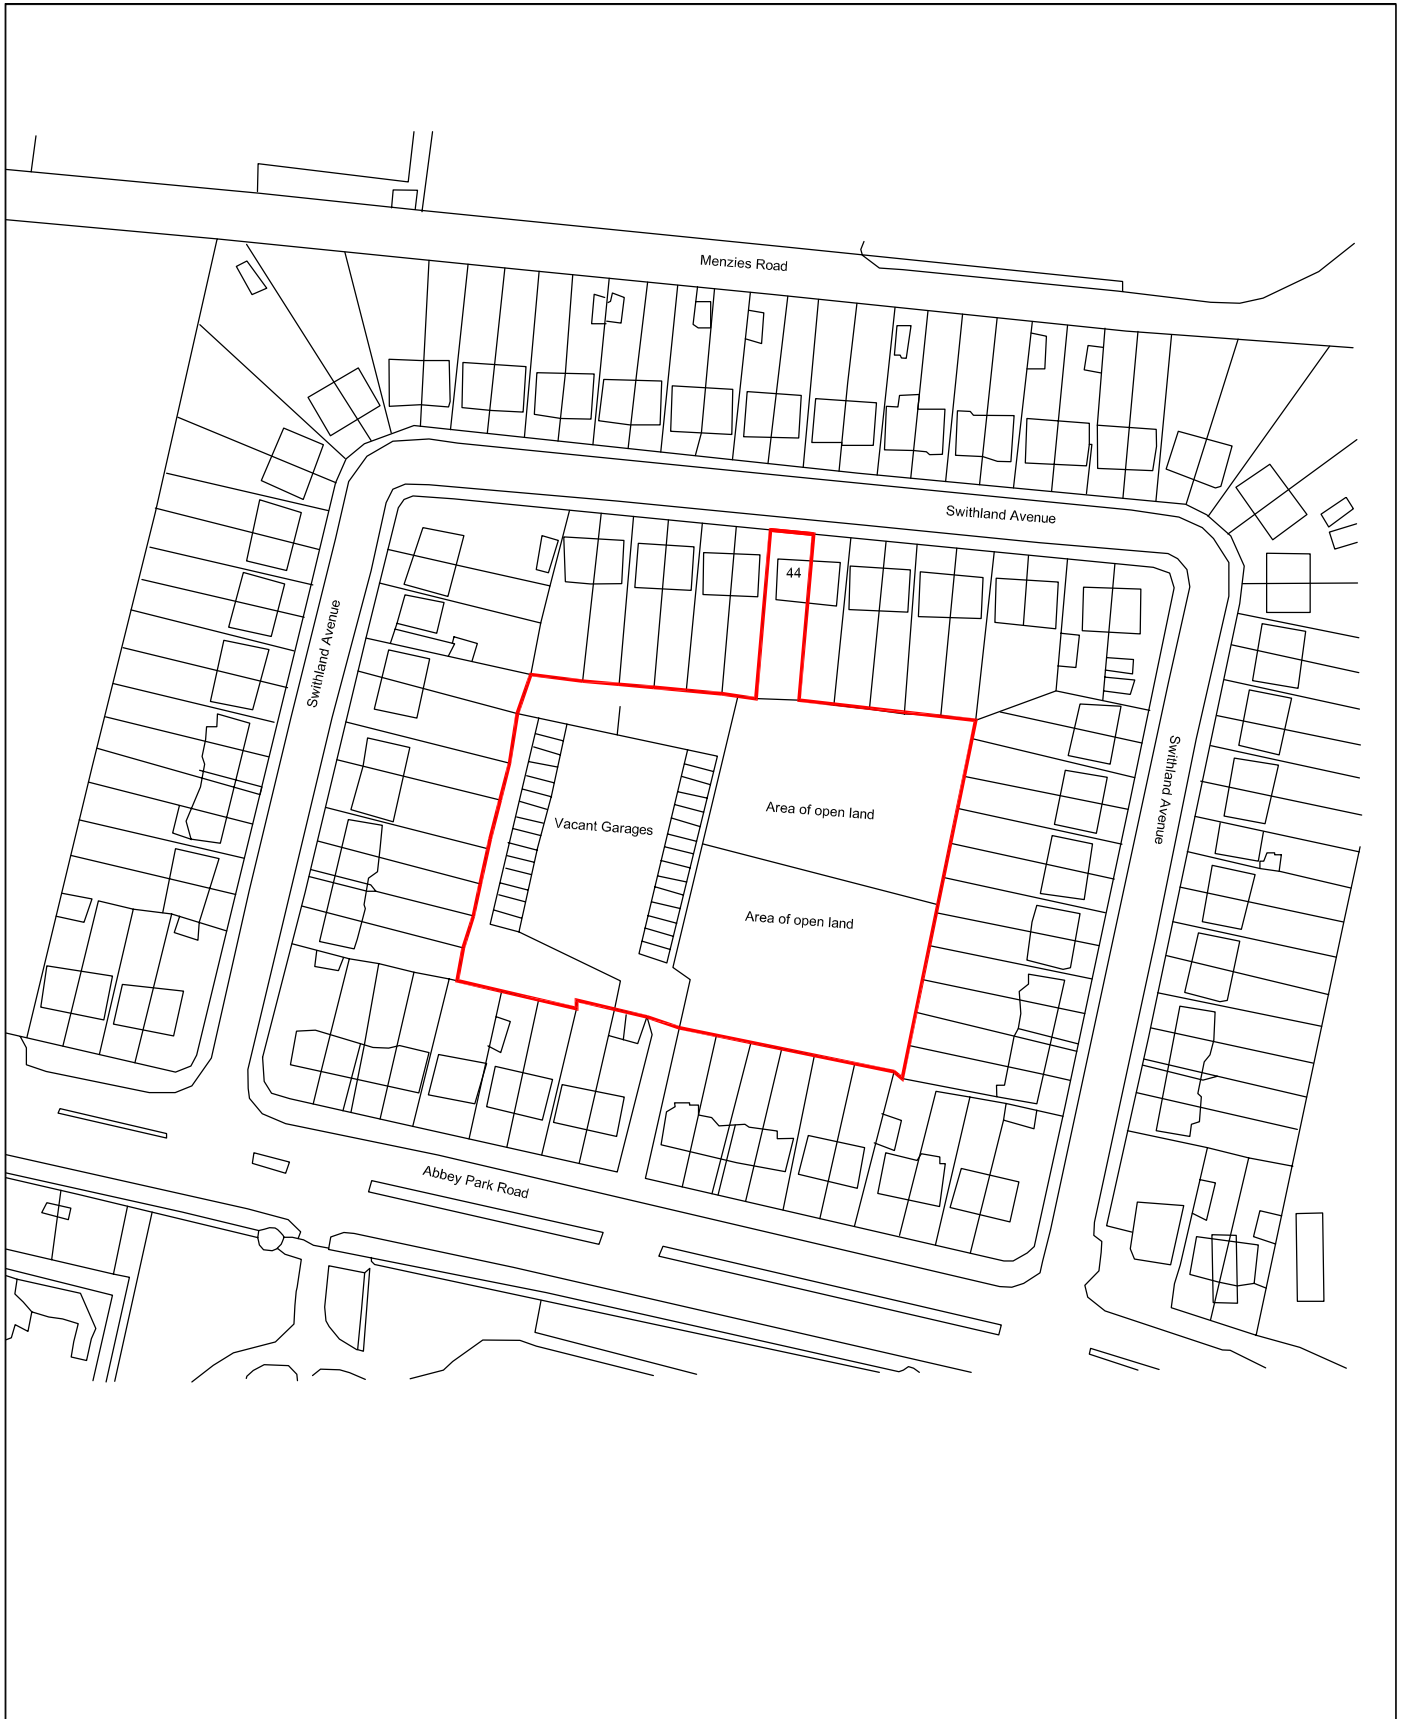 Menzies Road
Swithland Avenue
44
Swithland Avenue
Swithland Avenue
Area of open land
Vacant Garages
Area of open land
Abbey Park Road